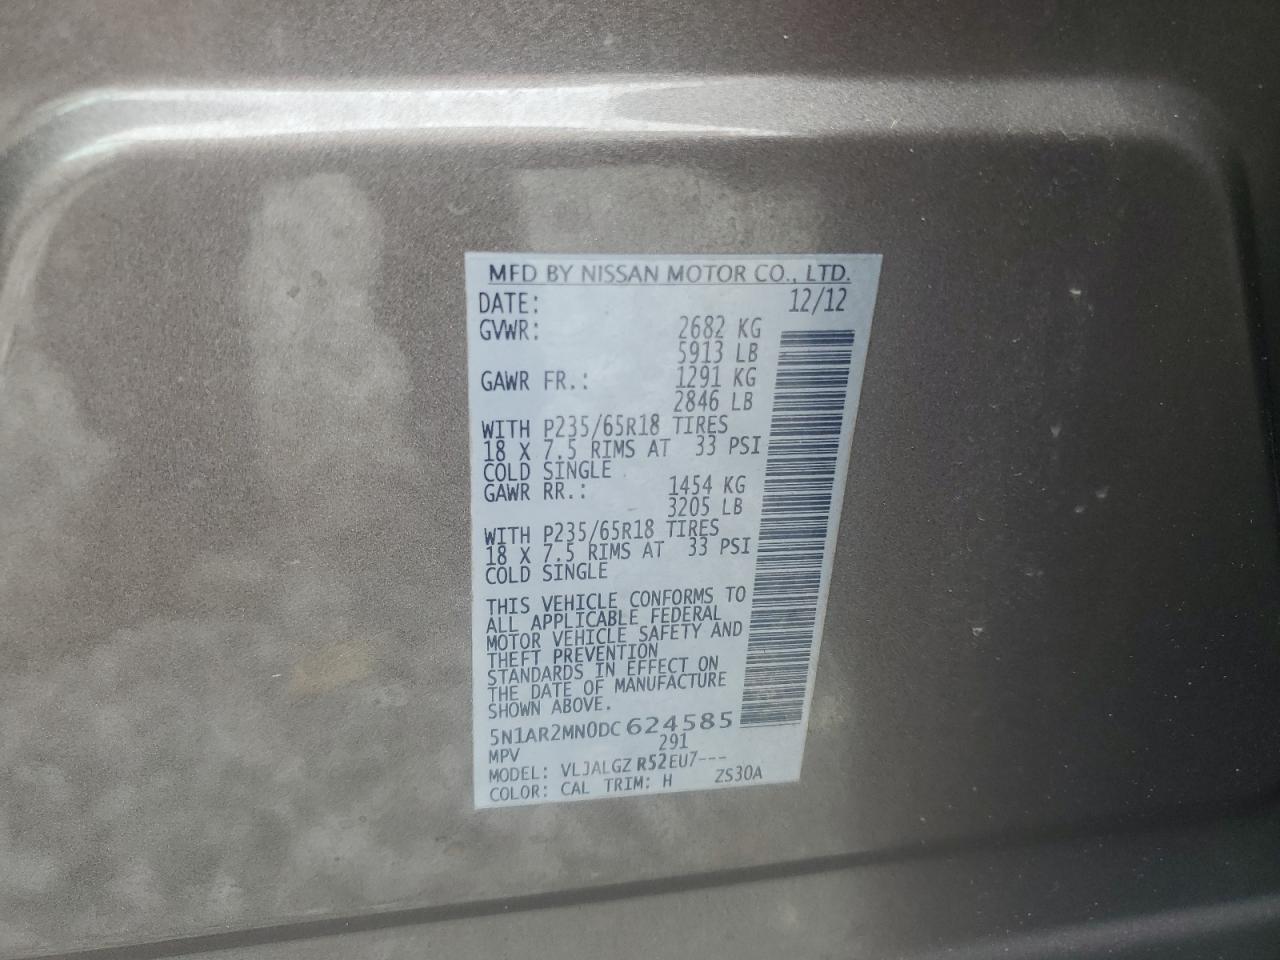 MFD BY NISSAN MOTOR CO., LTD.
DATE: 12/12
GVWR: 2682 KG
5913 LB
GAWR FR.: 1291 KG
2846 LB
WITH P235/65R18 TIRES
18 X 7.5 RIMS AT 33 PSI
COLD SINGLE
GAWR RR.: 1454 KG
3205 LB
WITH P235/65R18 TIRES
18 X 7.5 RIMS AT 33 PSI
COLD SINGLE
THIS VEHICLE CONFORMS TO
ALL APPLICABLE FEDERAL
MOTOR VEHICLE SAFETY AND
THEFT PREVENTION
STANDARDS IN EFFECT ON
THE DATE OF MANUFACTURE
SHOWN ABOVE.
5N1AR2MN0DC624585
MPV 291
MODEL: VLJALGZ R52EU7---
COLOR: CAL TRIM: H ZS30A